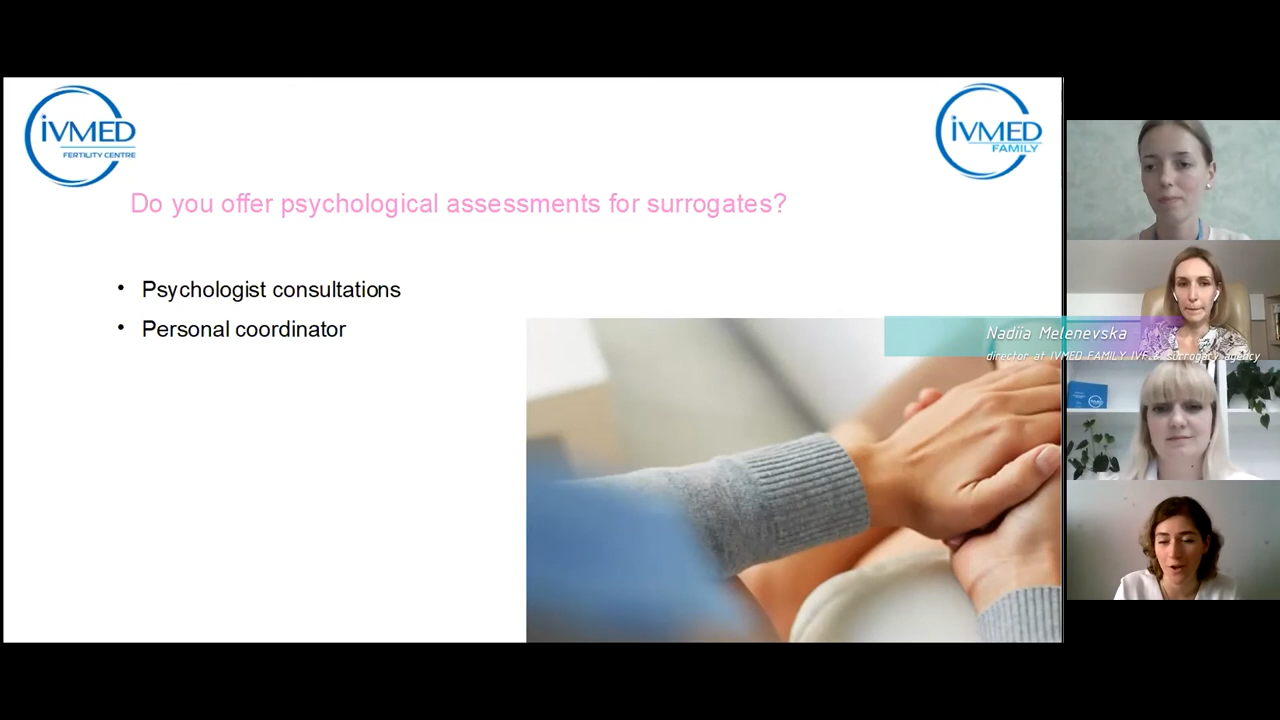 iVMED
FERTILITY CENTRE
iVMED
FAMILY
Do you offer psychological assessments for surrogates?
• Psychologist consultations
• Personal coordinator
Nadiia Melenevska
director at IVMED FAMILY IVF & surrogacy agency